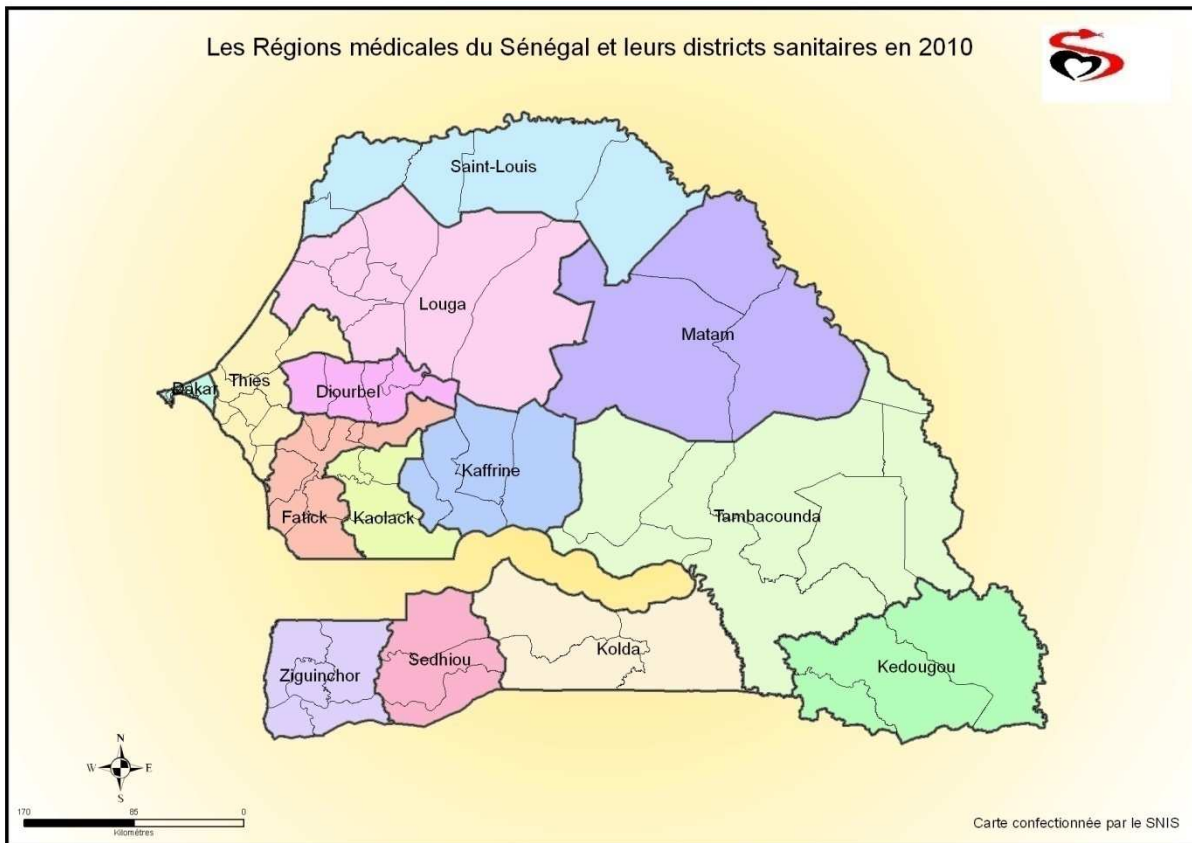 Les Régions médicales du Sénégal et leurs districts sanitaires en 2010
Saint-Louis
Louga
Matam
Dakar
Thies
Diourbel
Kaffrine
Fatick
Kaolack
Tambacounda
Ziguinchor
Sedhiou
Kolda
Kedougou
N
W E
S
170 85 0
Kilomètres
Carte confectionnée par le SNIS